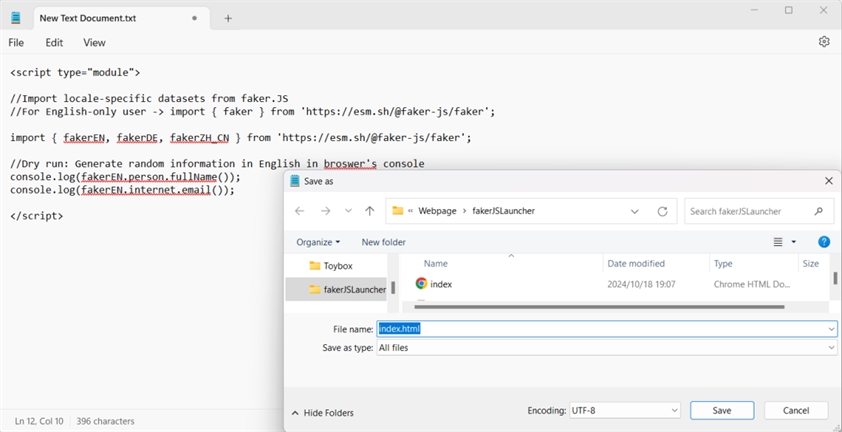 New Text Document.txt
File Edit View
<script type="module">
//Import locale-specific datasets from faker.JS
//For English-only user -> import { faker } from 'https://esm.sh/@faker-js/faker';
import { fakerEN, fakerDE, fakerZH_CN } from 'https://esm.sh/@faker-js/faker';
//Dry run: Generate random information in English in broswer's console
console.log(fakerEN.person.fullName());
console.log(fakerEN.internet.email());
</script>
Ln 12, Col 10 396 characters
Save as
Webpage > fakerJSLauncher
Search fakerJSLauncher
Organize New folder
Toybox
fakerJSLauncher
Name Date modified Type Size
index 2024/10/18 19:07 Chrome HTML Do...
File name: index.html
Save as type: All files
Hide Folders Encoding: UTF-8 Save Cancel